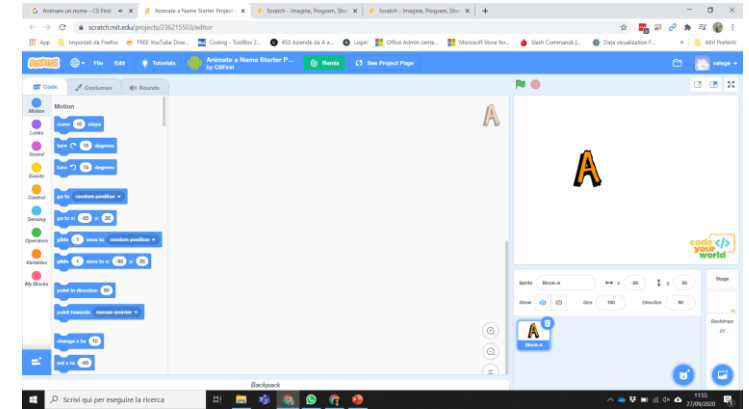 Animare un nome - CS First
Animate a Name Starter Project
Scratch - Imagine, Program, Shar
Scratch - Imagine, Program, Shar
scratch.mit.edu/projects/236215503/editor
App
Importati da Firefox
FREE YouTube Dow...
Coding - ToolBox 2...
450 Aziende da A a...
Login
Office Admin cente...
Microsoft Store for...
Slash Commands |...
Data visualization F...
»
Altri Preferiti
SCRATCH
File
Edit
Tutorials
Animate a Name Starter P...
by CSFirst
Remix
See Project Page
vallege
Code
Costumes
Sounds
Motion
Looks
Sound
Events
Control
Sensing
Operators
Variables
My Blocks
Motion
move 10 steps
turn 15 degrees
turn 15 degrees
go to random position
go to x: -85 y: 26
glide 1 secs to random position
glide 1 secs to x: -85 y: 26
point in direction 90
point towards mouse-pointer
change x by 10
set x to -85
A
A
code </>
your
world
Sprite Block-A x -85 y 26
Show Size 100 Direction 90
A
Block-A
Stage
Backdrops
21
Backpack
Scrivi qui per eseguire la ricerca
11:55
27/09/2020